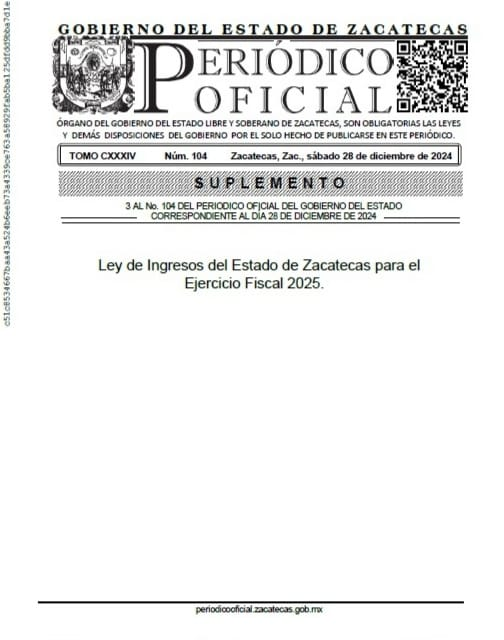 GOBIERNO DEL ESTADO DE ZACATECAS
PERIÓDICO
OFICIAL
ÓRGANO DEL GOBIERNO DEL ESTADO LIBRE Y SOBERANO DE ZACATECAS, SON OBLIGATORIAS LAS LEYES
Y DEMÁS DISPOSICIONES DEL GOBIERNO POR EL SOLO HECHO DE PUBLICARSE EN ESTE PERIÓDICO.
TOMO CXXXIV Núm. 104 Zacatecas, Zac., sábado 28 de diciembre de 2024
SUPLEMENTO
3 AL No. 104 DEL PERIODICO OFICIAL DEL GOBIERNO DEL ESTADO
CORRESPONDIENTE AL DÍA 28 DE DICIEMBRE DE 2024
Ley de Ingresos del Estado de Zacatecas para el
Ejercicio Fiscal 2025.
periodicooficial.zacatecas.gob.mx